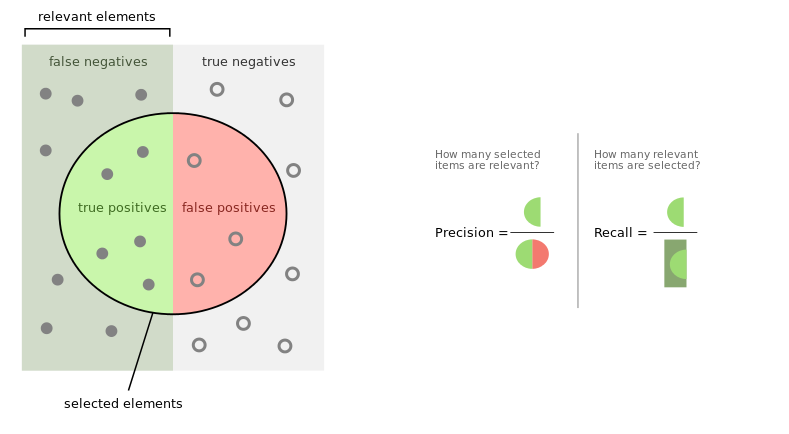 relevant elements
false negatives
true negatives
true positives
false positives
selected elements
How many selected
items are relevant?
Precision =
How many relevant
items are selected?
Recall =